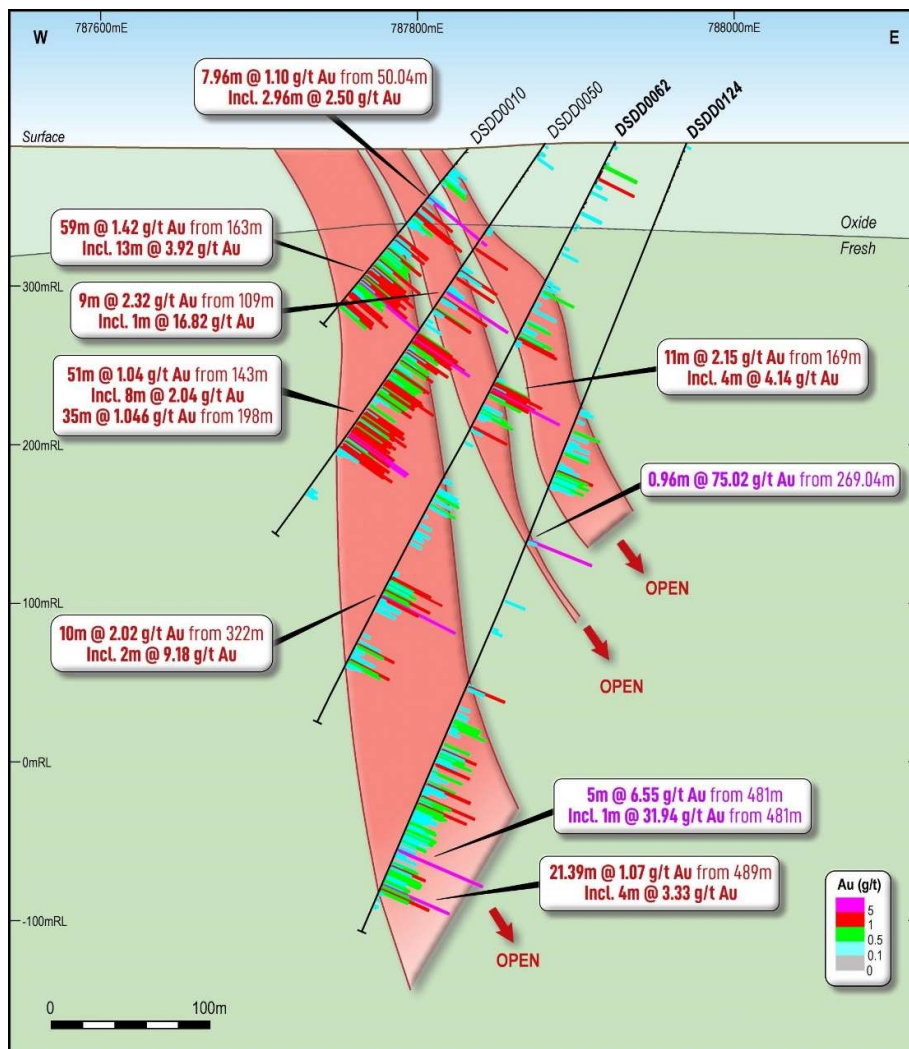 787600mE
787800mE
788000mE
W
E
DSDD0010
DSDD0050
DSDD0062
DSDD0124
7.96m @ 1.10 g/t Au from 50.04m
Incl. 2.96m @ 2.50 g/t Au
Surface
Oxide
Fresh
59m @ 1.42 g/t Au from 163m
Incl. 13m @ 3.92 g/t Au
300mRL
9m @ 2.32 g/t Au from 109m
Incl. 1m @ 16.82 g/t Au
51m @ 1.04 g/t Au from 143m
Incl. 8m @ 2.04 g/t Au
35m @ 1.046 g/t Au from 198m
11m @ 2.15 g/t Au from 169m
Incl. 4m @ 4.14 g/t Au
200mRL
0.96m @ 75.02 g/t Au from 269.04m
OPEN
100mRL
10m @ 2.02 g/t Au from 322m
Incl. 2m @ 9.18 g/t Au
OPEN
0mRL
5m @ 6.55 g/t Au from 481m
Incl. 1m @ 31.94 g/t Au from 481m
21.39m @ 1.07 g/t Au from 489m
Incl. 4m @ 3.33 g/t Au
-100mRL
OPEN
Au (g/t)
5
1
0.5
0.1
0
0
100m